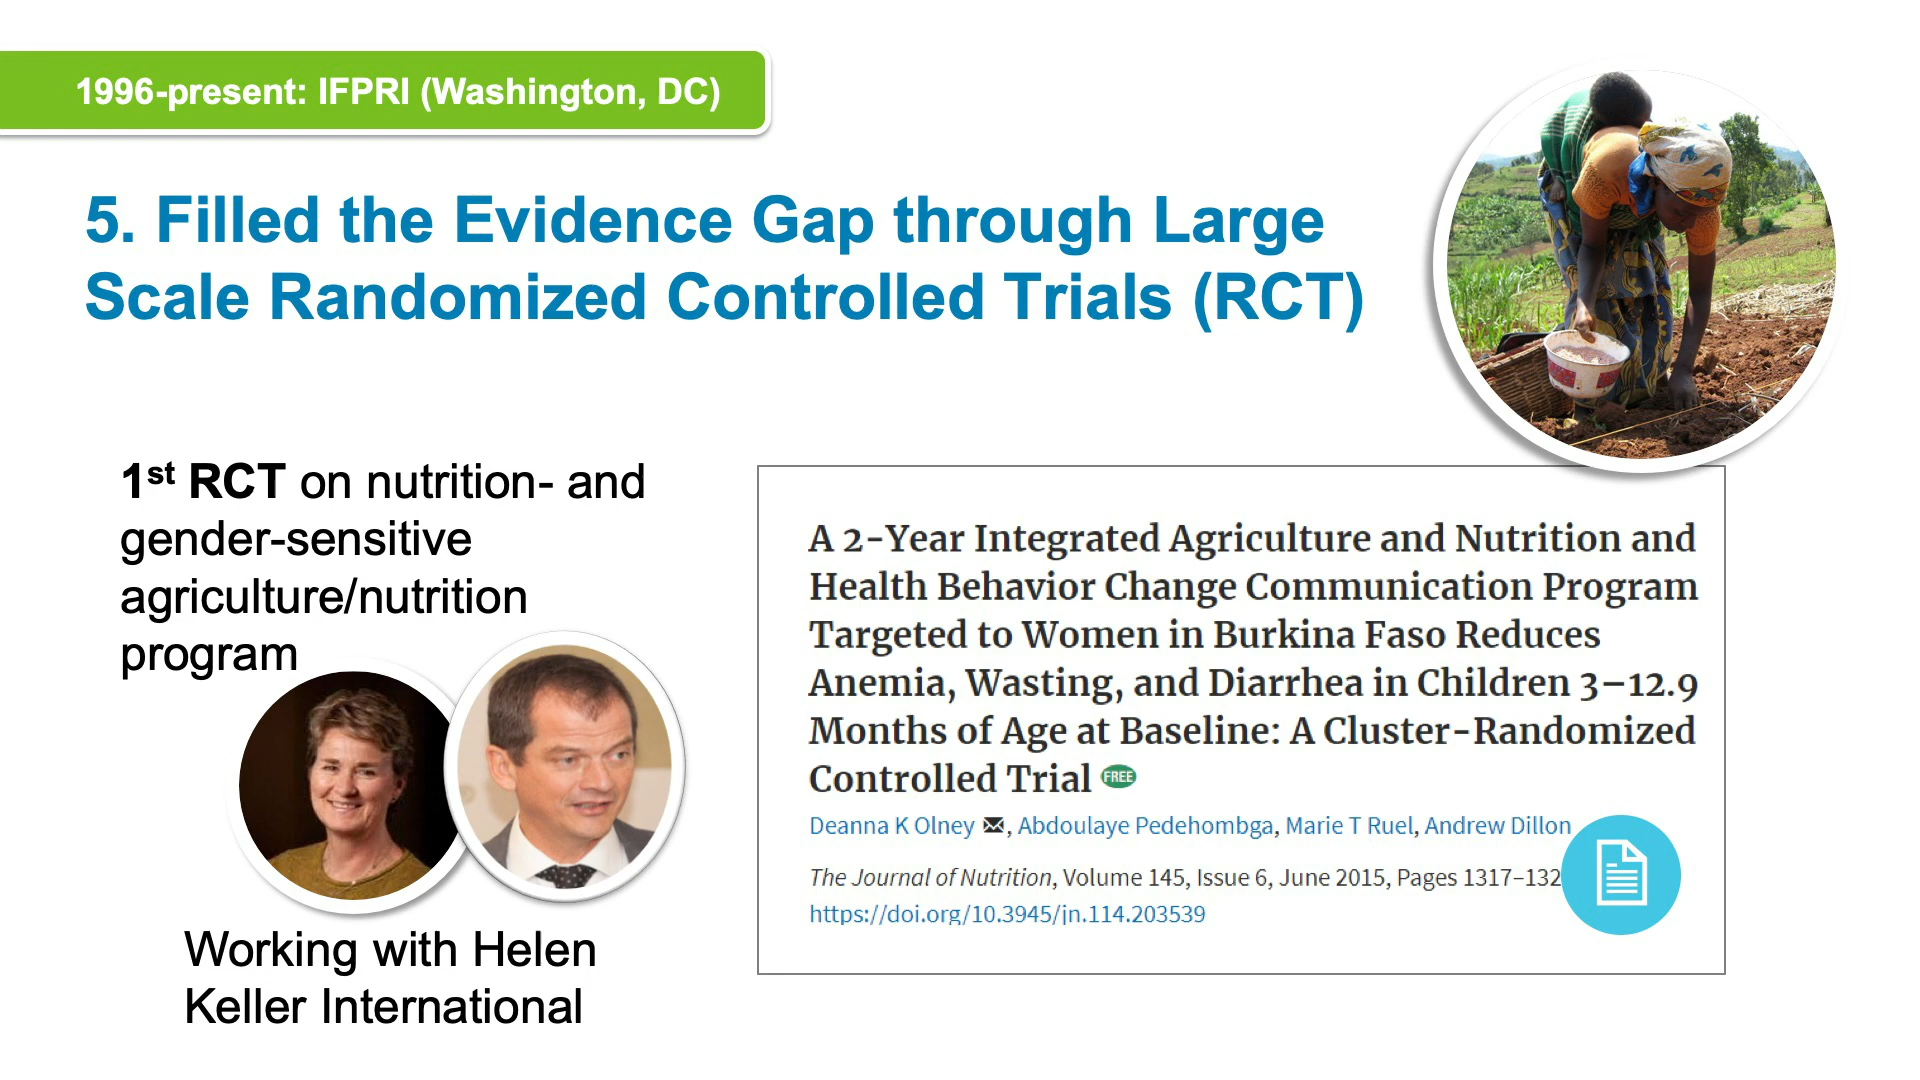 1996-present: IFPRI (Washington, DC)
5. Filled the Evidence Gap through Large
Scale Randomized Controlled Trials (RCT)
1st RCT on nutrition- and
gender-sensitive
agriculture/nutrition
program
Working with Helen
Keller International
A 2-Year Integrated Agriculture and Nutrition and
Health Behavior Change Communication Program
Targeted to Women in Burkina Faso Reduces
Anemia, Wasting, and Diarrhea in Children 3–12.9
Months of Age at Baseline: A Cluster-Randomized
Controlled Trial FREE
Deanna K Olney ✉, Abdoulaye Pedehombga, Marie T Ruel, Andrew Dillon
The Journal of Nutrition, Volume 145, Issue 6, June 2015, Pages 1317–132
https://doi.org/10.3945/jn.114.203539